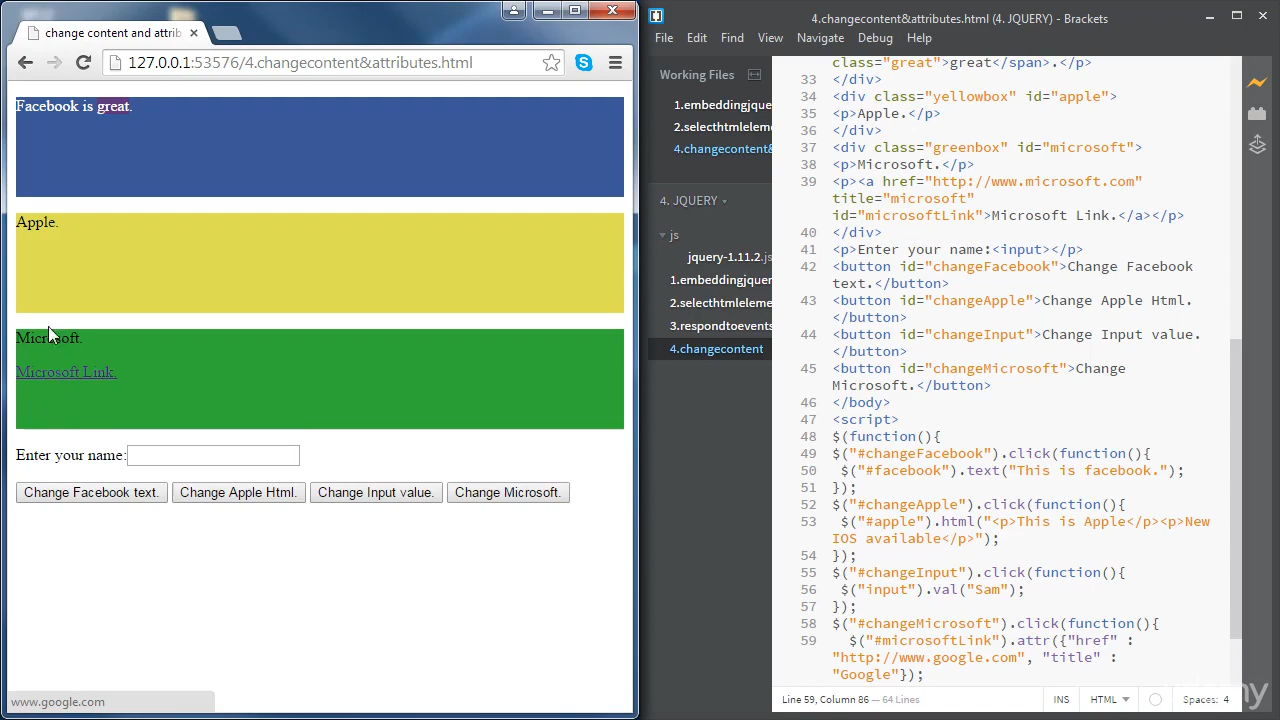 change content and attrib
127.0.0.1:53576/4.changecontent&attributes.html
Facebook is great.
Apple.
Microsoft.
Microsoft Link.
Enter your name:
Change Facebook text. Change Apple Html. Change Input value. Change Microsoft.
www.google.com
4.changecontent&attributes.html (4. JQUERY) - Brackets
File Edit Find View Navigate Debug Help
Working Files
1.embeddingjque
2.selecthtmleleme
4.changecontent&
4. JQUERY
js
jquery-1.11.2.js
1.embeddingjque
2.selecthtmleleme
3.respondtoevents
4.changecontent
class="great">great</span>.</p>
33 </div>
34 <div class="yellowbox" id="apple">
35 <p>Apple.</p>
36 </div>
37 <div class="greenbox" id="microsoft">
38 <p>Microsoft.</p>
39 <p><a href="http://www.microsoft.com"
title="microsoft"
id="microsoftLink">Microsoft Link.</a></p>
40 </div>
41 <p>Enter your name:<input></p>
42 <button id="changeFacebook">Change Facebook
text.</button>
43 <button id="changeApple">Change Apple Html.
</button>
44 <button id="changeInput">Change Input value.
</button>
45 <button id="changeMicrosoft">Change
Microsoft.</button>
46 </body>
47 <script>
48 $(function(){
49 $("#changeFacebook").click(function(){
50 $("#facebook").text("This is facebook.");
51 });
52 $("#changeApple").click(function(){
53 $("#apple").html("<p>This is Apple</p><p>New
IOS available</p>");
54 });
55 $("#changeInput").click(function(){
56 $("input").val("Sam");
57 });
58 $("#changeMicrosoft").click(function(){
59 $("#microsoftLink").attr({"href" :
"http://www.google.com", "title" :
"Google"});
Line 59, Column 86 — 64 Lines
INS HTML Spaces: 4